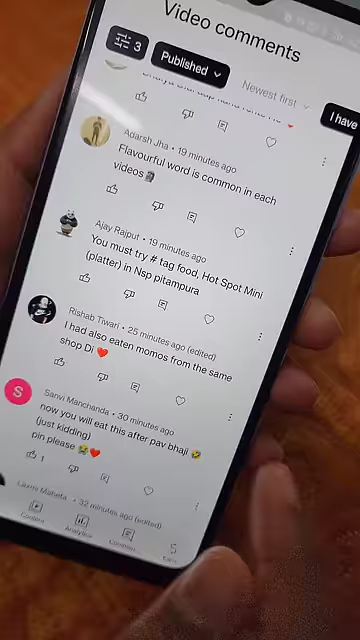 Video comments
3
Published
Newest first
I have
Adarsh Jha • 19 minutes ago
Flavourful word is common in each
videos🗿
Ajay Rajput • 19 minutes ago
You must try # tag food, Hot Spot Mini
(platter) in Nsp pitampura
Rishab Tiwari • 25 minutes ago (edited)
I had also eaten momos from the same
shop Di ❤️
S
Sanvi Manchanda • 30 minutes ago
now you will eat this after pav bhaji 🤣
(just kidding)
pin please 😭❤️
1
Laxmi • 32 minutes ago (edited)
Content
Analytics
Comments
Earn